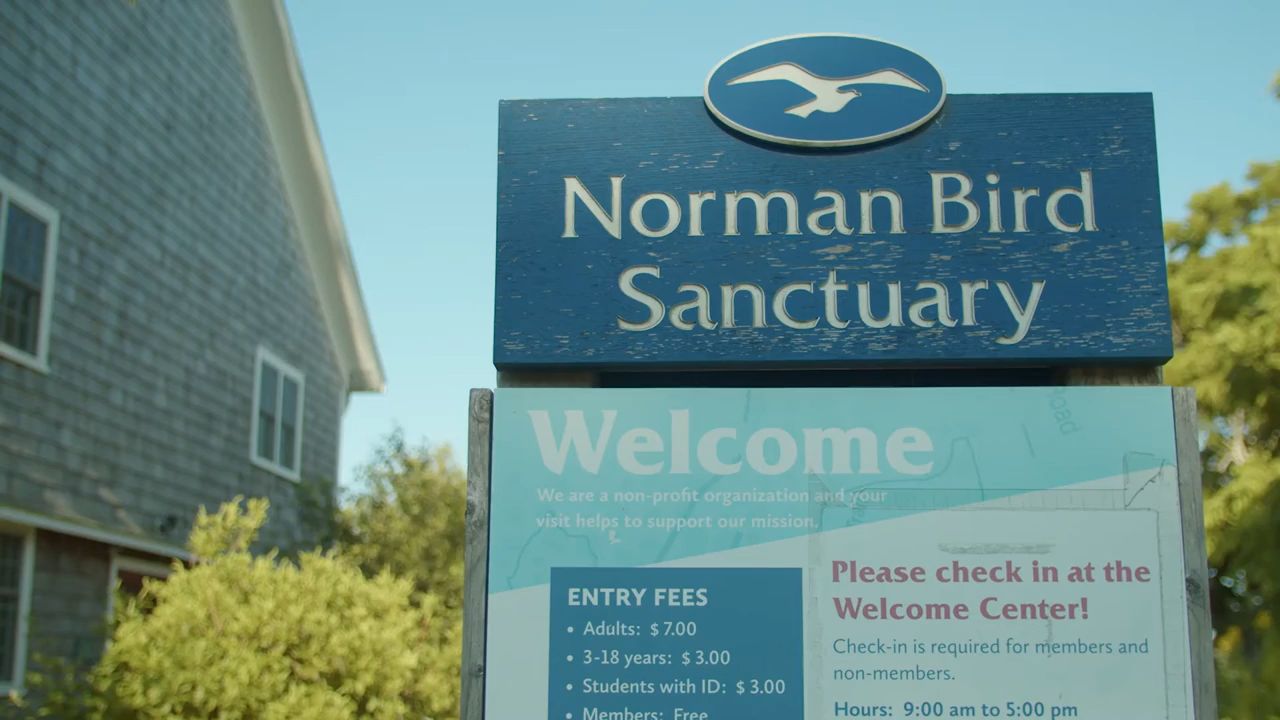 Norman Bird
Sanctuary
Welcome
We are a non-profit organization and your
visit helps to support our mission.
ENTRY FEES
• Adults: $7.00
• 3-18 years: $3.00
• Students with ID: $3.00
• Members: Free
Please check in at the
Welcome Center!
Check-in is required for members and
non-members.
Hours: 9:00 am to 5:00 pm